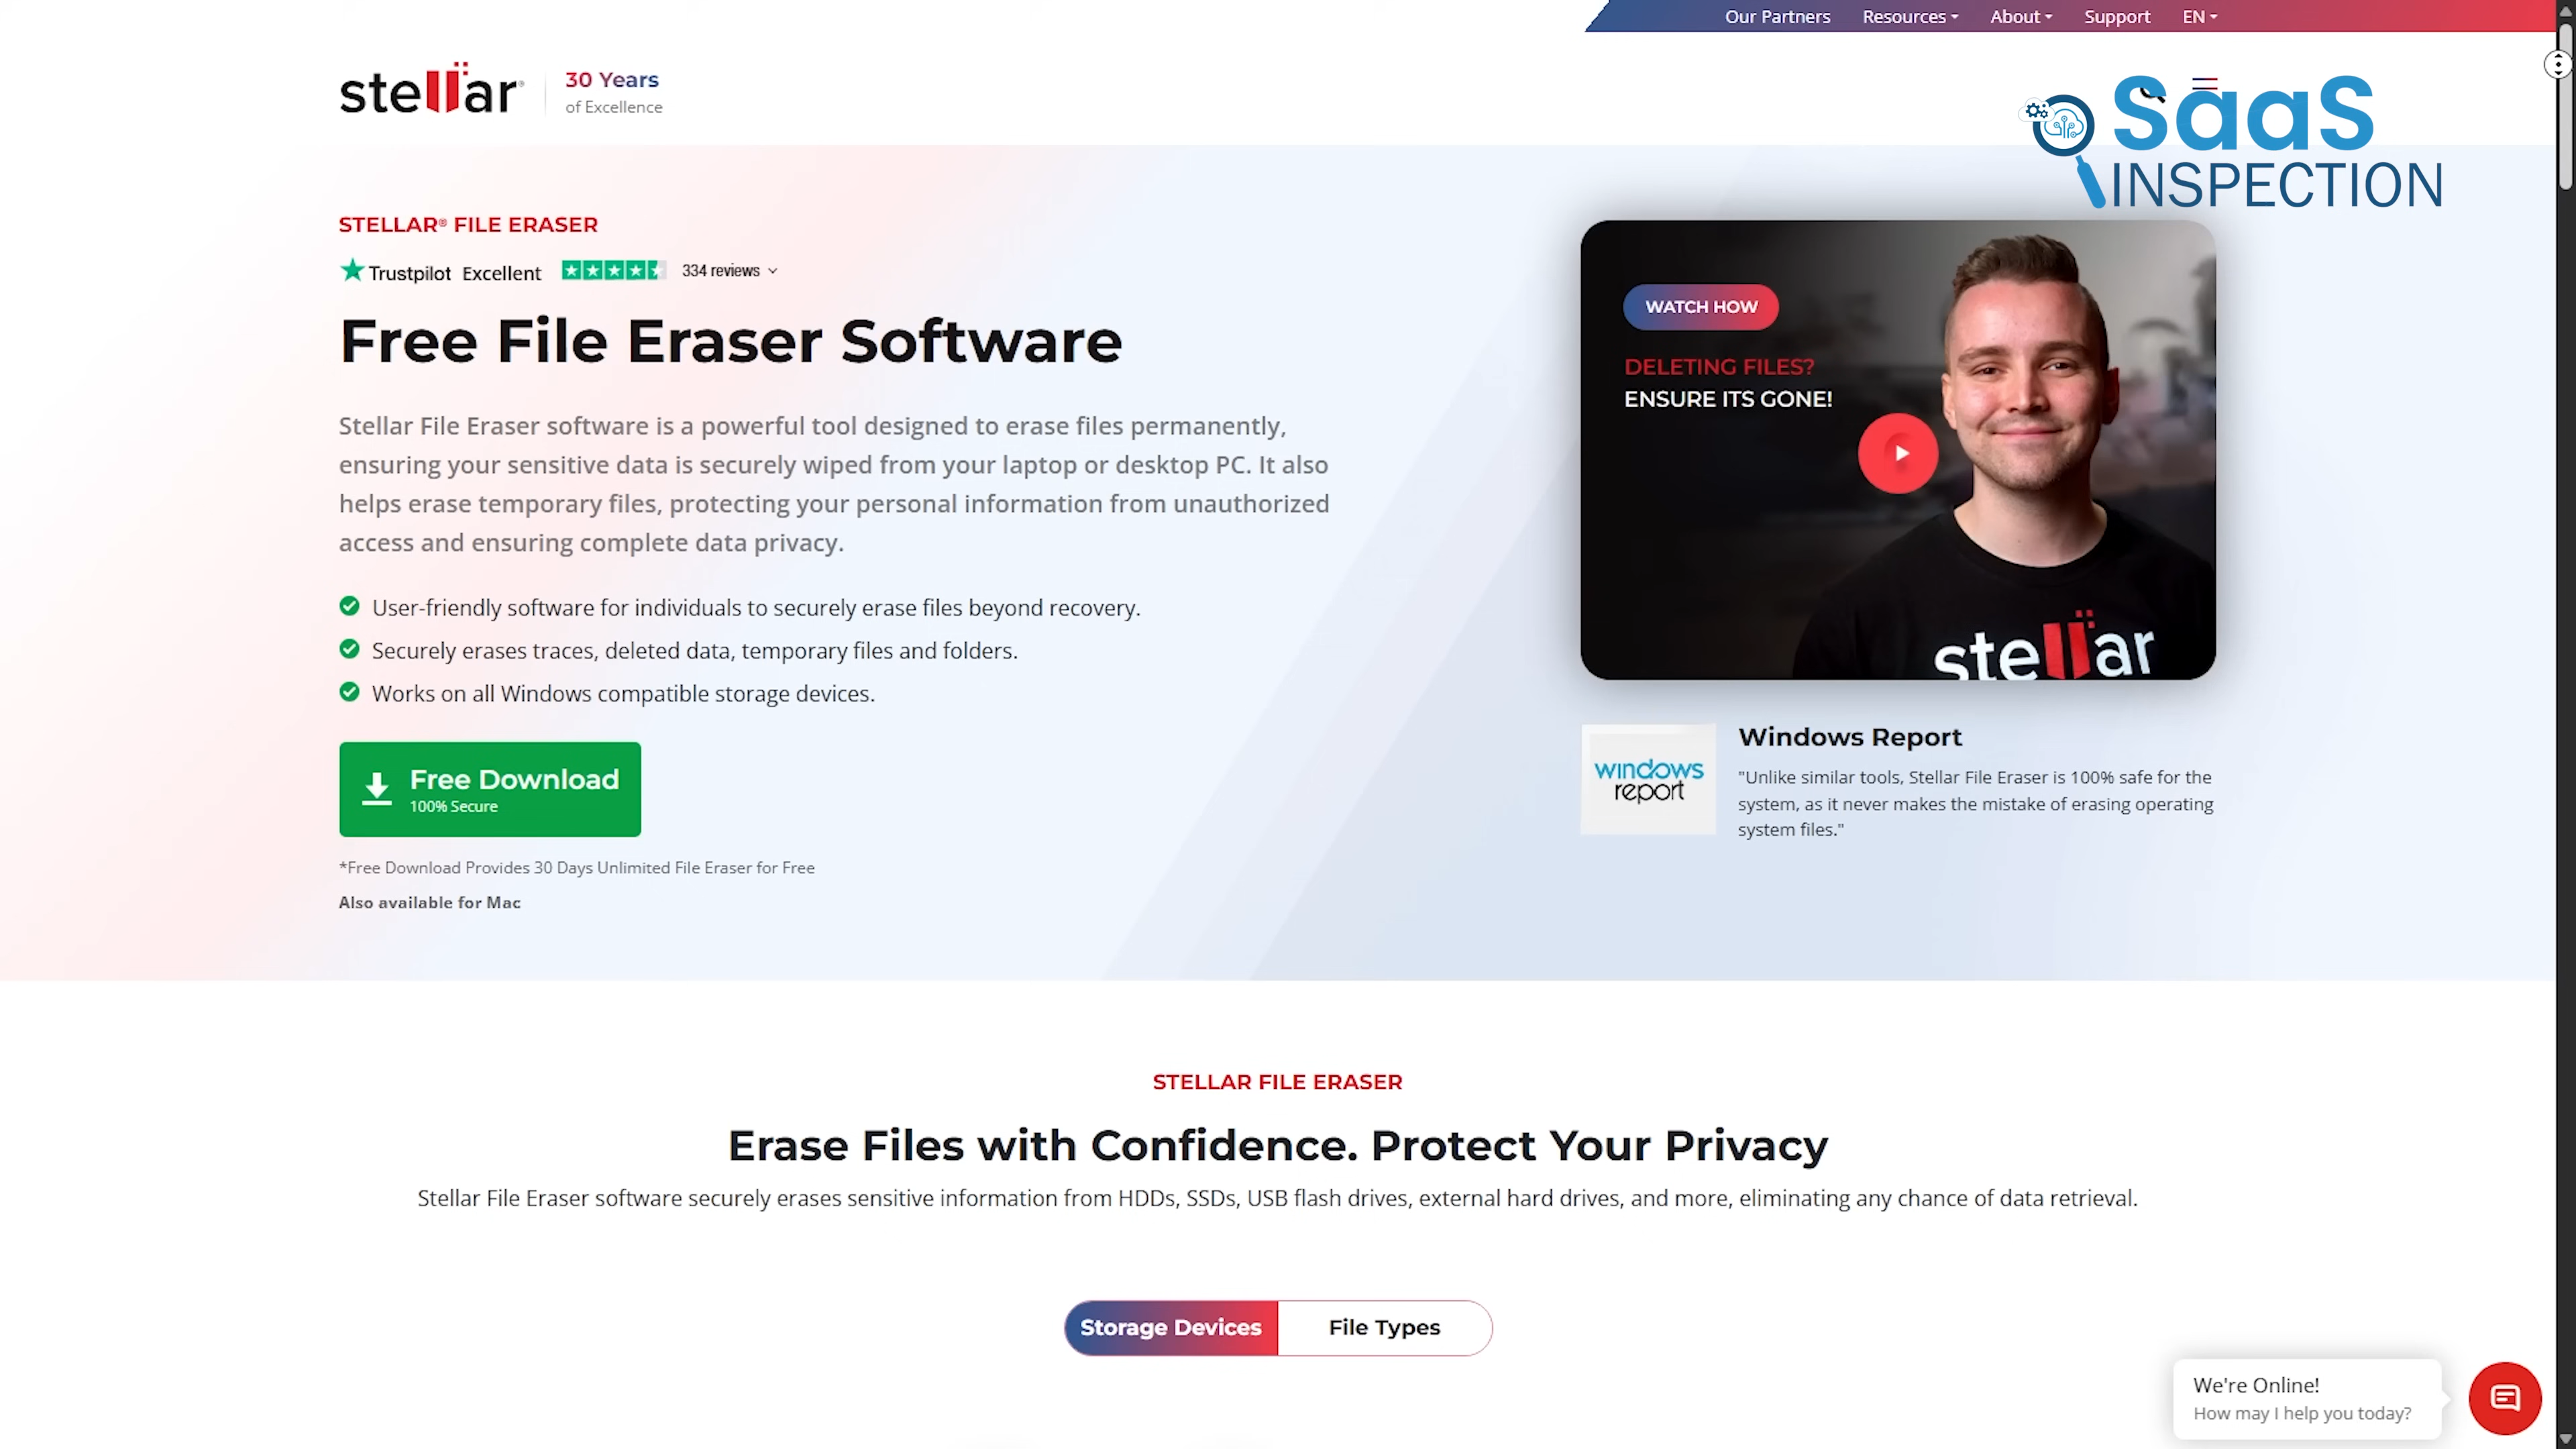 Our Partners Resources About Support EN
stellar®
30 Years
of Excellence
SaaS
INSPECTION
STELLAR® FILE ERASER
Trustpilot Excellent 334 reviews
Free File Eraser Software
Stellar File Eraser software is a powerful tool designed to erase files permanently,
ensuring your sensitive data is securely wiped from your laptop or desktop PC. It also
helps erase temporary files, protecting your personal information from unauthorized
access and ensuring complete data privacy.
User-friendly software for individuals to securely erase files beyond recovery.
Securely erases traces, deleted data, temporary files and folders.
Works on all Windows compatible storage devices.
Free Download
100% Secure
*Free Download Provides 30 Days Unlimited File Eraser for Free
Also available for Mac
WATCH HOW
DELETING FILES?
ENSURE ITS GONE!
stellar
windows
report
Windows Report
"Unlike similar tools, Stellar File Eraser is 100% safe for the
system, as it never makes the mistake of erasing operating
system files."
STELLAR FILE ERASER
Erase Files with Confidence. Protect Your Privacy
Stellar File Eraser software securely erases sensitive information from HDDs, SSDs, USB flash drives, external hard drives, and more, eliminating any chance of data retrieval.
Storage Devices File Types
We're Online!
How may I help you today?